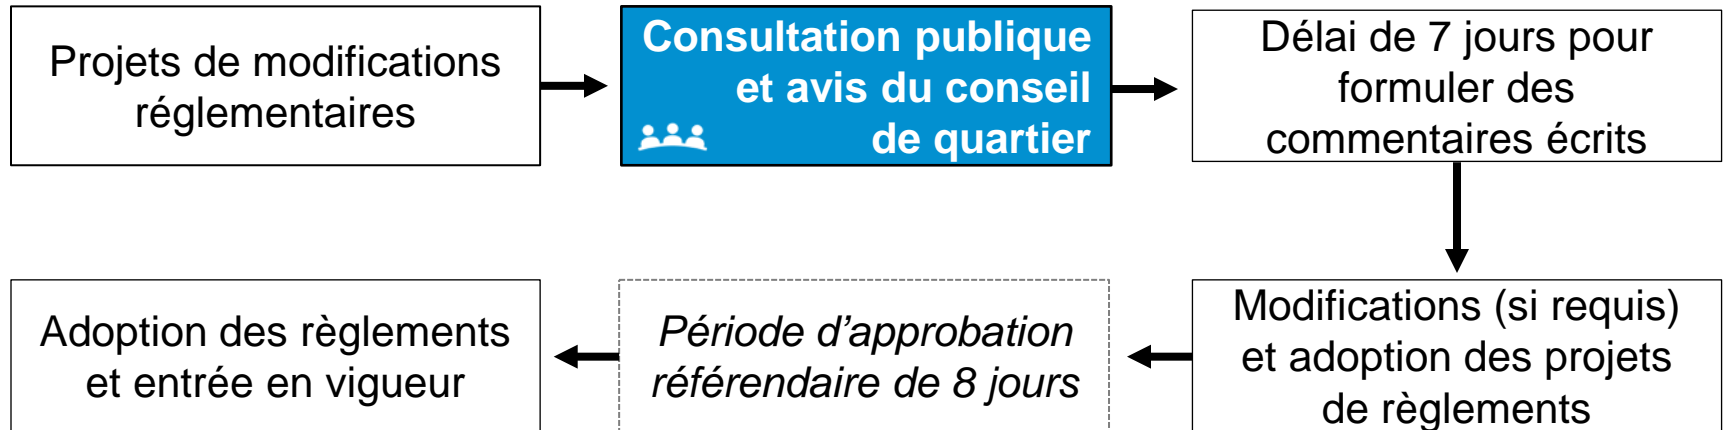 Projets de modifications
réglementaires
Consultation publique
et avis du conseil
de quartier
Délai de 7 jours pour
formuler des
commentaires écrits
Modifications (si requis)
et adoption des projets
de règlements
Période d’approbation
référendaire de 8 jours
Adoption des règlements
et entrée en vigueur